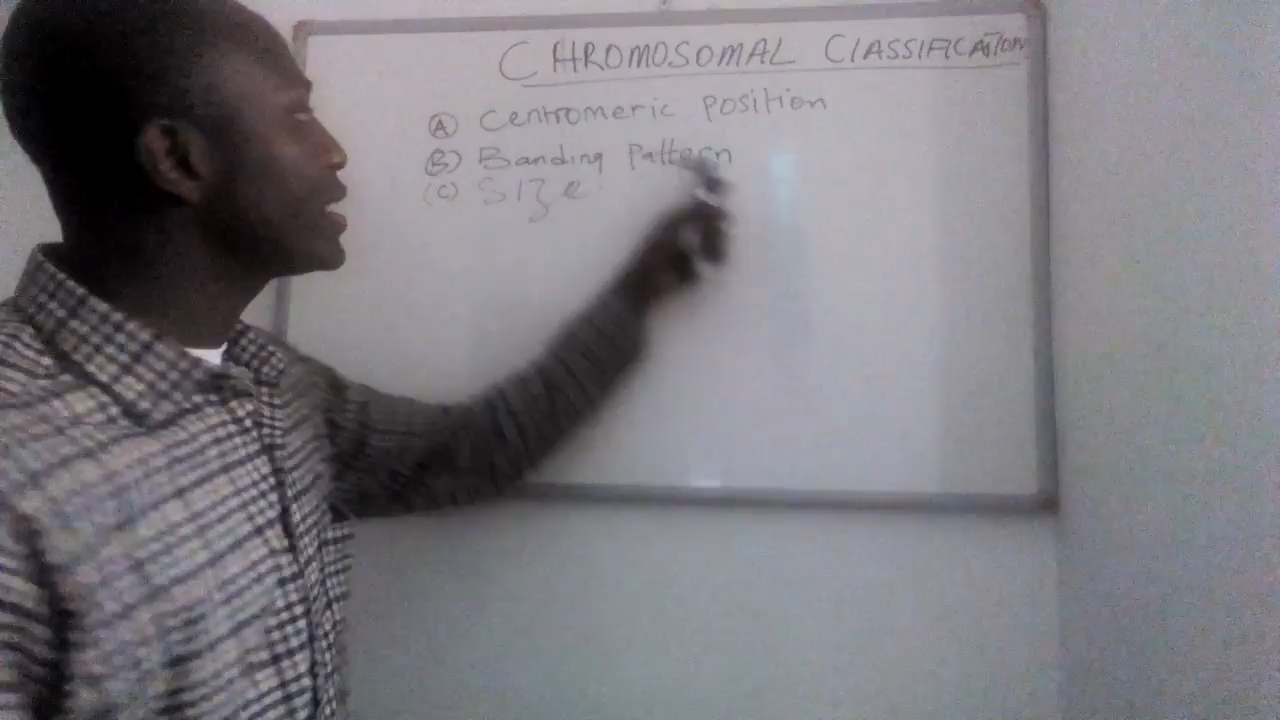 CHROMOSOMAL CLASSIFICATION
(A) Centromeric position
(B) Banding Pattern
(C) SIZe